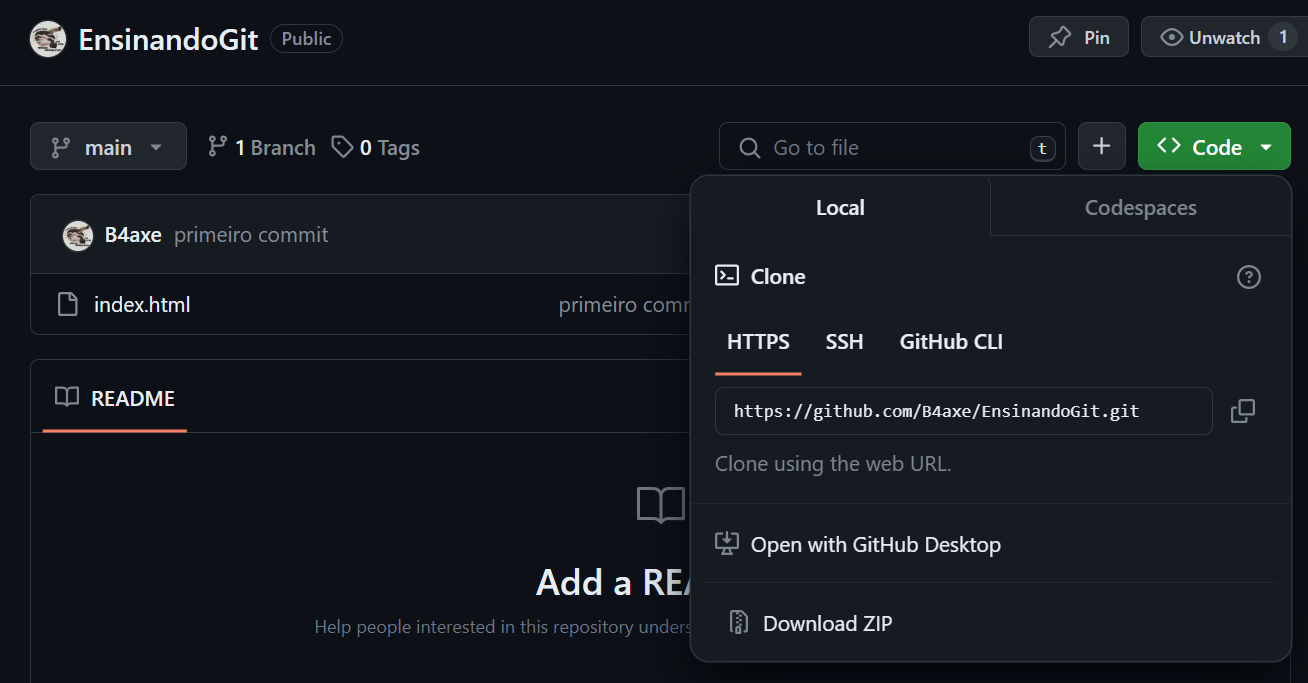 EnsinandoGit Public
Pin
Unwatch 1
main
1 Branch
0 Tags
Go to file t
Code
B4axe primeiro commit
index.html primeiro comm
README
Add a REA
Help people interested in this repository unders
Local
Codespaces
Clone
HTTPS
SSH
GitHub CLI
https://github.com/B4axe/EnsinandoGit.git
Clone using the web URL.
Open with GitHub Desktop
Download ZIP